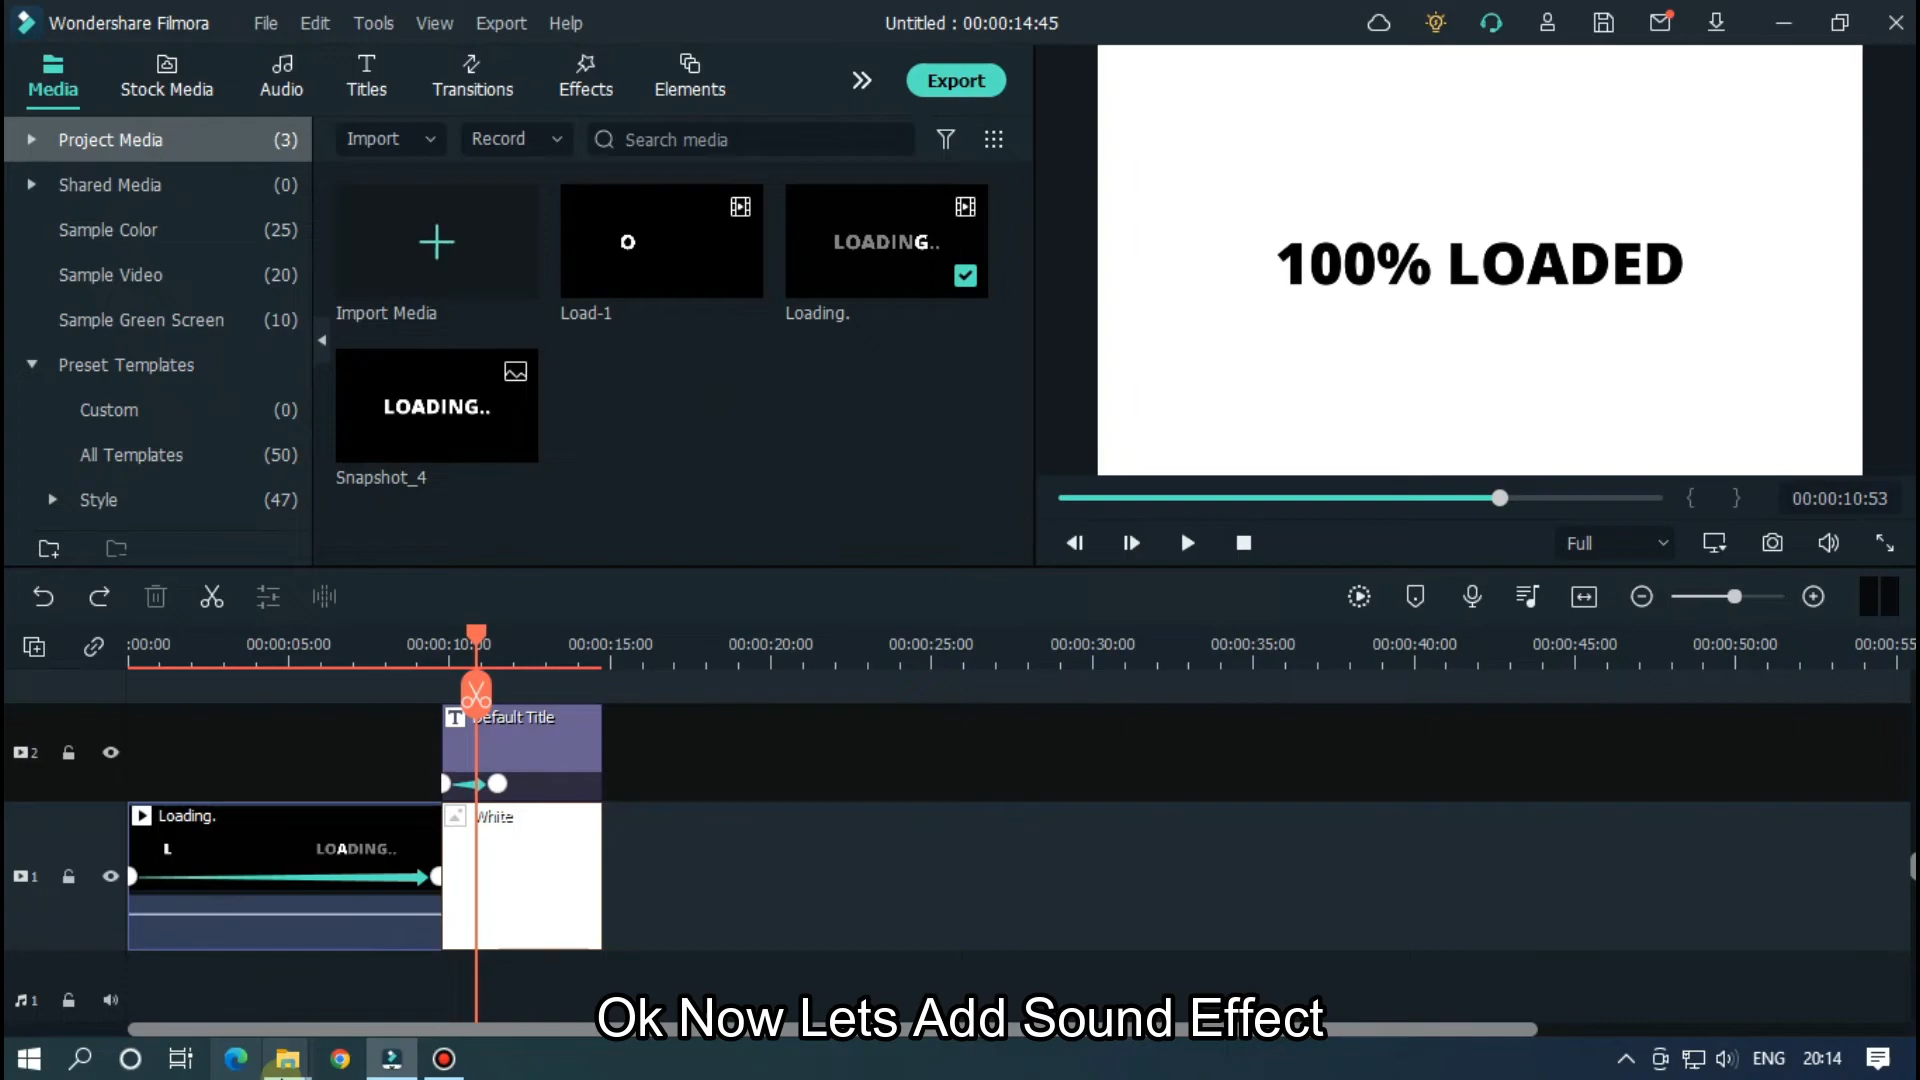 Wondershare Filmora File Edit Tools View Export Help Untitled : 00:00:14:45
Media Stock Media Audio Titles Transitions Effects Elements Export
Project Media (3)
Shared Media (0)
Sample Color (25)
Sample Video (20)
Sample Green Screen (10)
Preset Templates
Custom (0)
All Templates (50)
Style (47)
Import Record Search media
O
LOADING..
Import Media Load-1 Loading.
LOADING..
Snapshot_4
100% LOADED
00:00:10:53
Full
:00:00 00:00:05:00 00:00:10:00 00:00:15:00 00:00:20:00 00:00:25:00 00:00:30:00 00:00:35:00 00:00:40:00 00:00:45:00 00:00:50:00 00:00:55
T Default Title
2
Loading. White
L LOADING..
1
1
Ok Now Lets Add Sound Effect
ENG 20:14